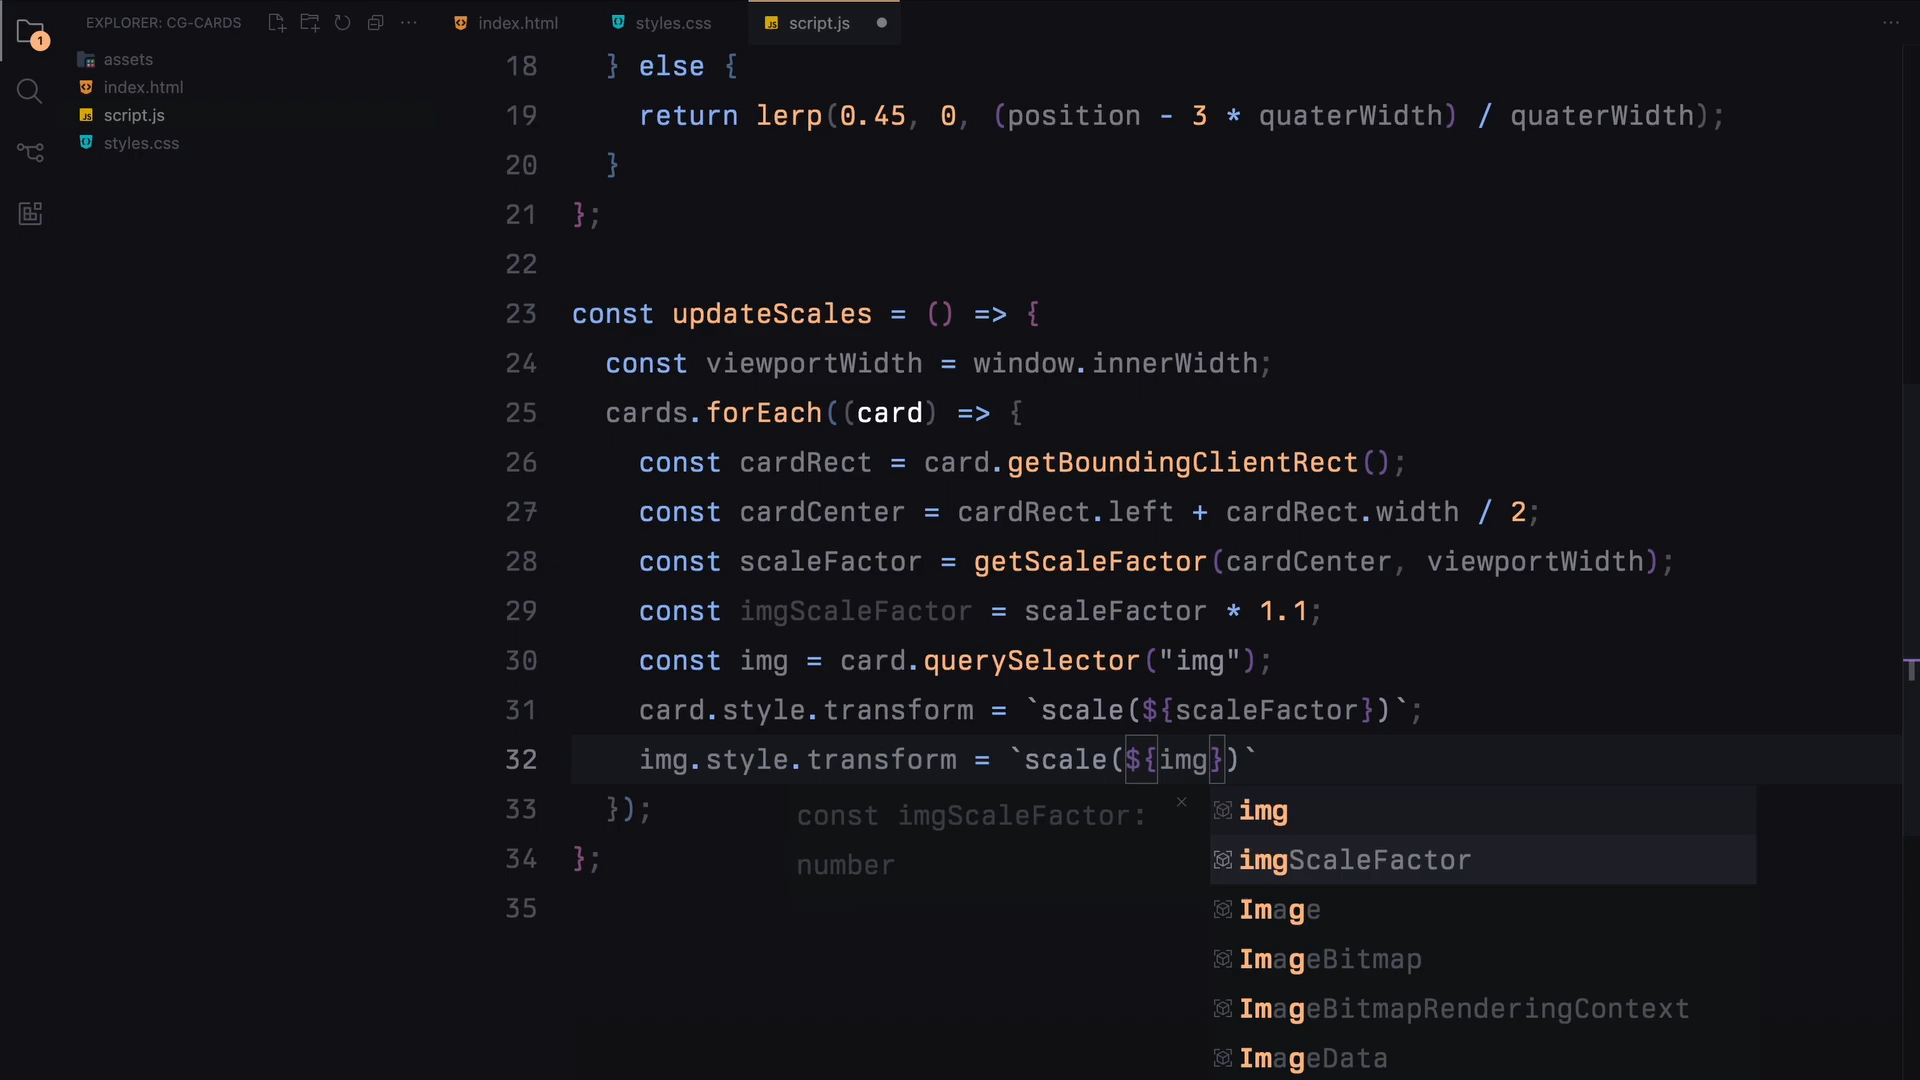 EXPLORER: CG-CARDS
index.html
styles.css
script.js
1
assets
index.html
script.js
styles.css
18 } else {
19 return lerp(0.45, 0, (position - 3 * quaterWidth) / quaterWidth);
20 }
21 };
22
23 const updateScales = () => {
24 const viewportWidth = window.innerWidth;
25 cards.forEach((card) => {
26 const cardRect = card.getBoundingClientRect();
27 const cardCenter = cardRect.left + cardRect.width / 2;
28 const scaleFactor = getScaleFactor(cardCenter, viewportWidth);
29 const imgScaleFactor = scaleFactor * 1.1;
30 const img = card.querySelector("img");
31 card.style.transform = `scale(${scaleFactor})`;
32 img.style.transform = `scale(${img})`
33 });
34 };
35
const imgScaleFactor:
number
img
imgScaleFactor
Image
ImageBitmap
ImageBitmapRenderingContext
ImageData